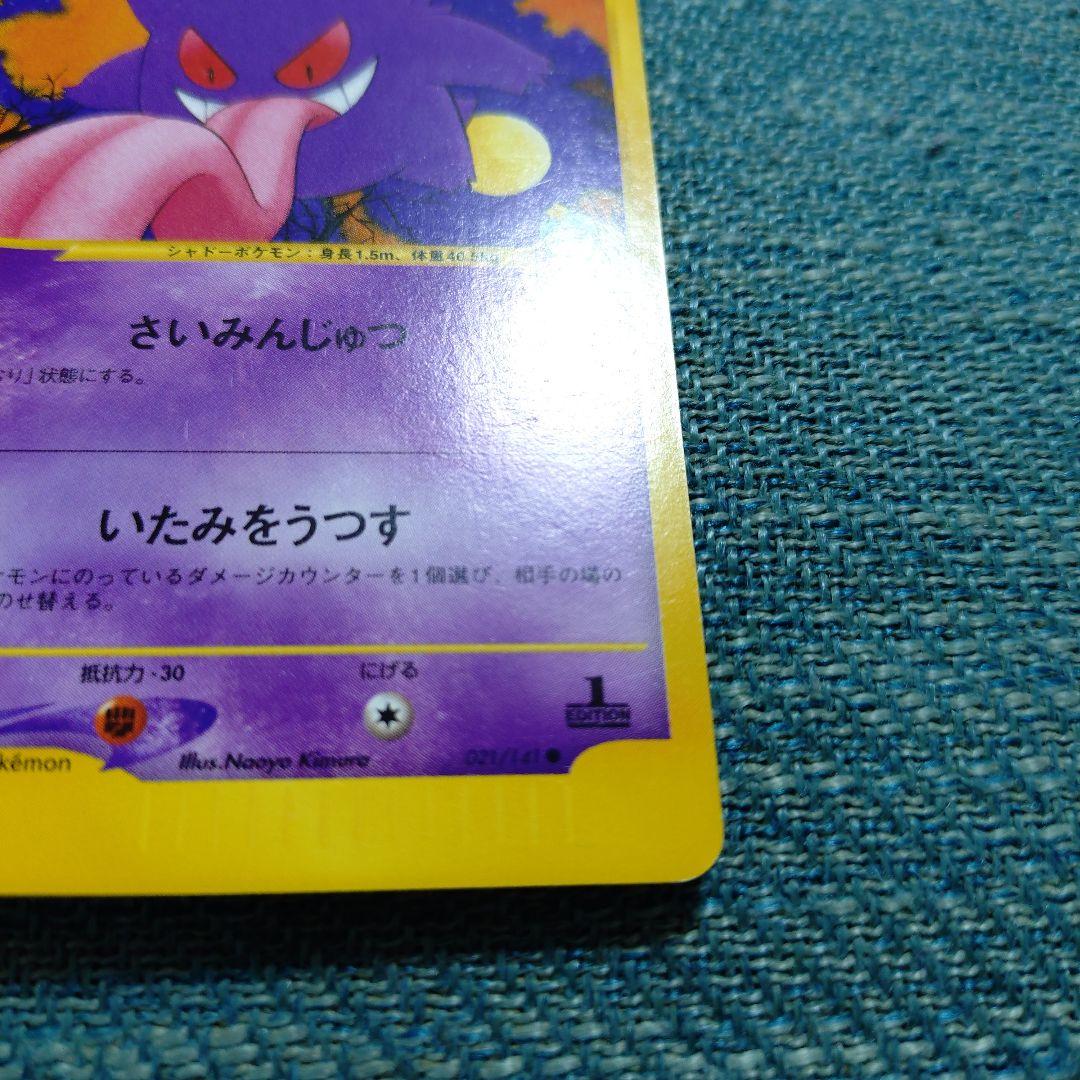 シャドーポケモン：身長1.5m、体重40.5kg
さいみんじゅつ
り」状態にする。
いたみをうつす
ケモンにのっているダメージカウンターを1個選び、相手の場の
のせ替える。
抵抗力・-30 にげる
1
EDITION
kémon Illus.Naoyo Kimura 021/141●